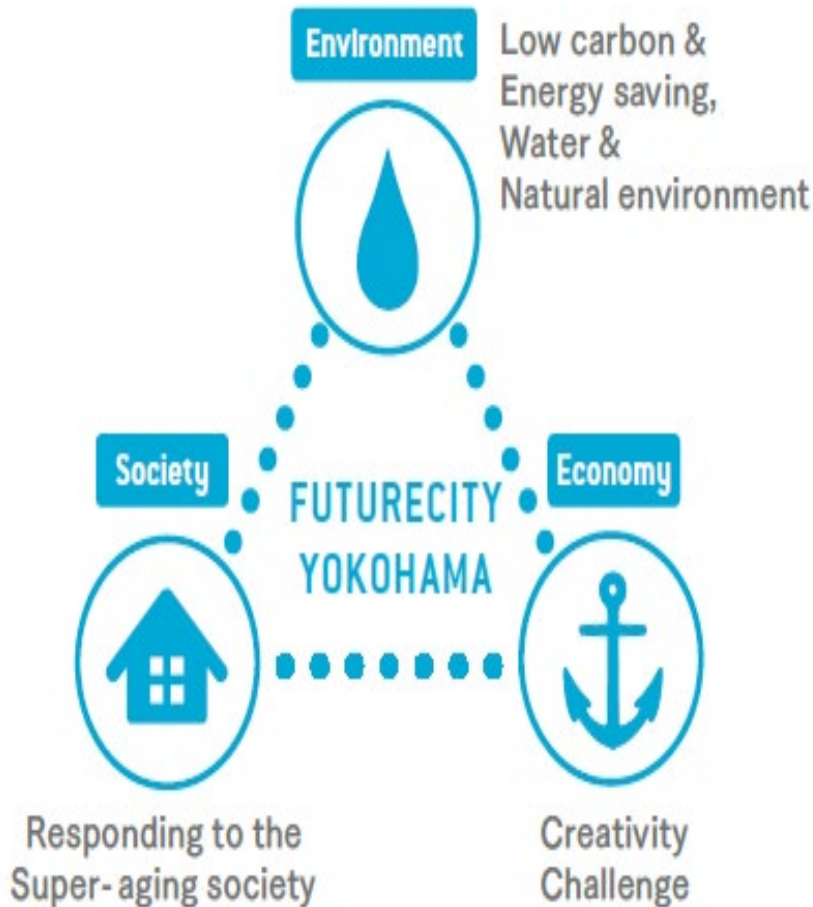 Environment
Low carbon &
Energy saving,
Water &
Natural environment
Society
Economy
FUTURECITY
YOKOHAMA
Responding to the
Super-aging society
Creativity
Challenge